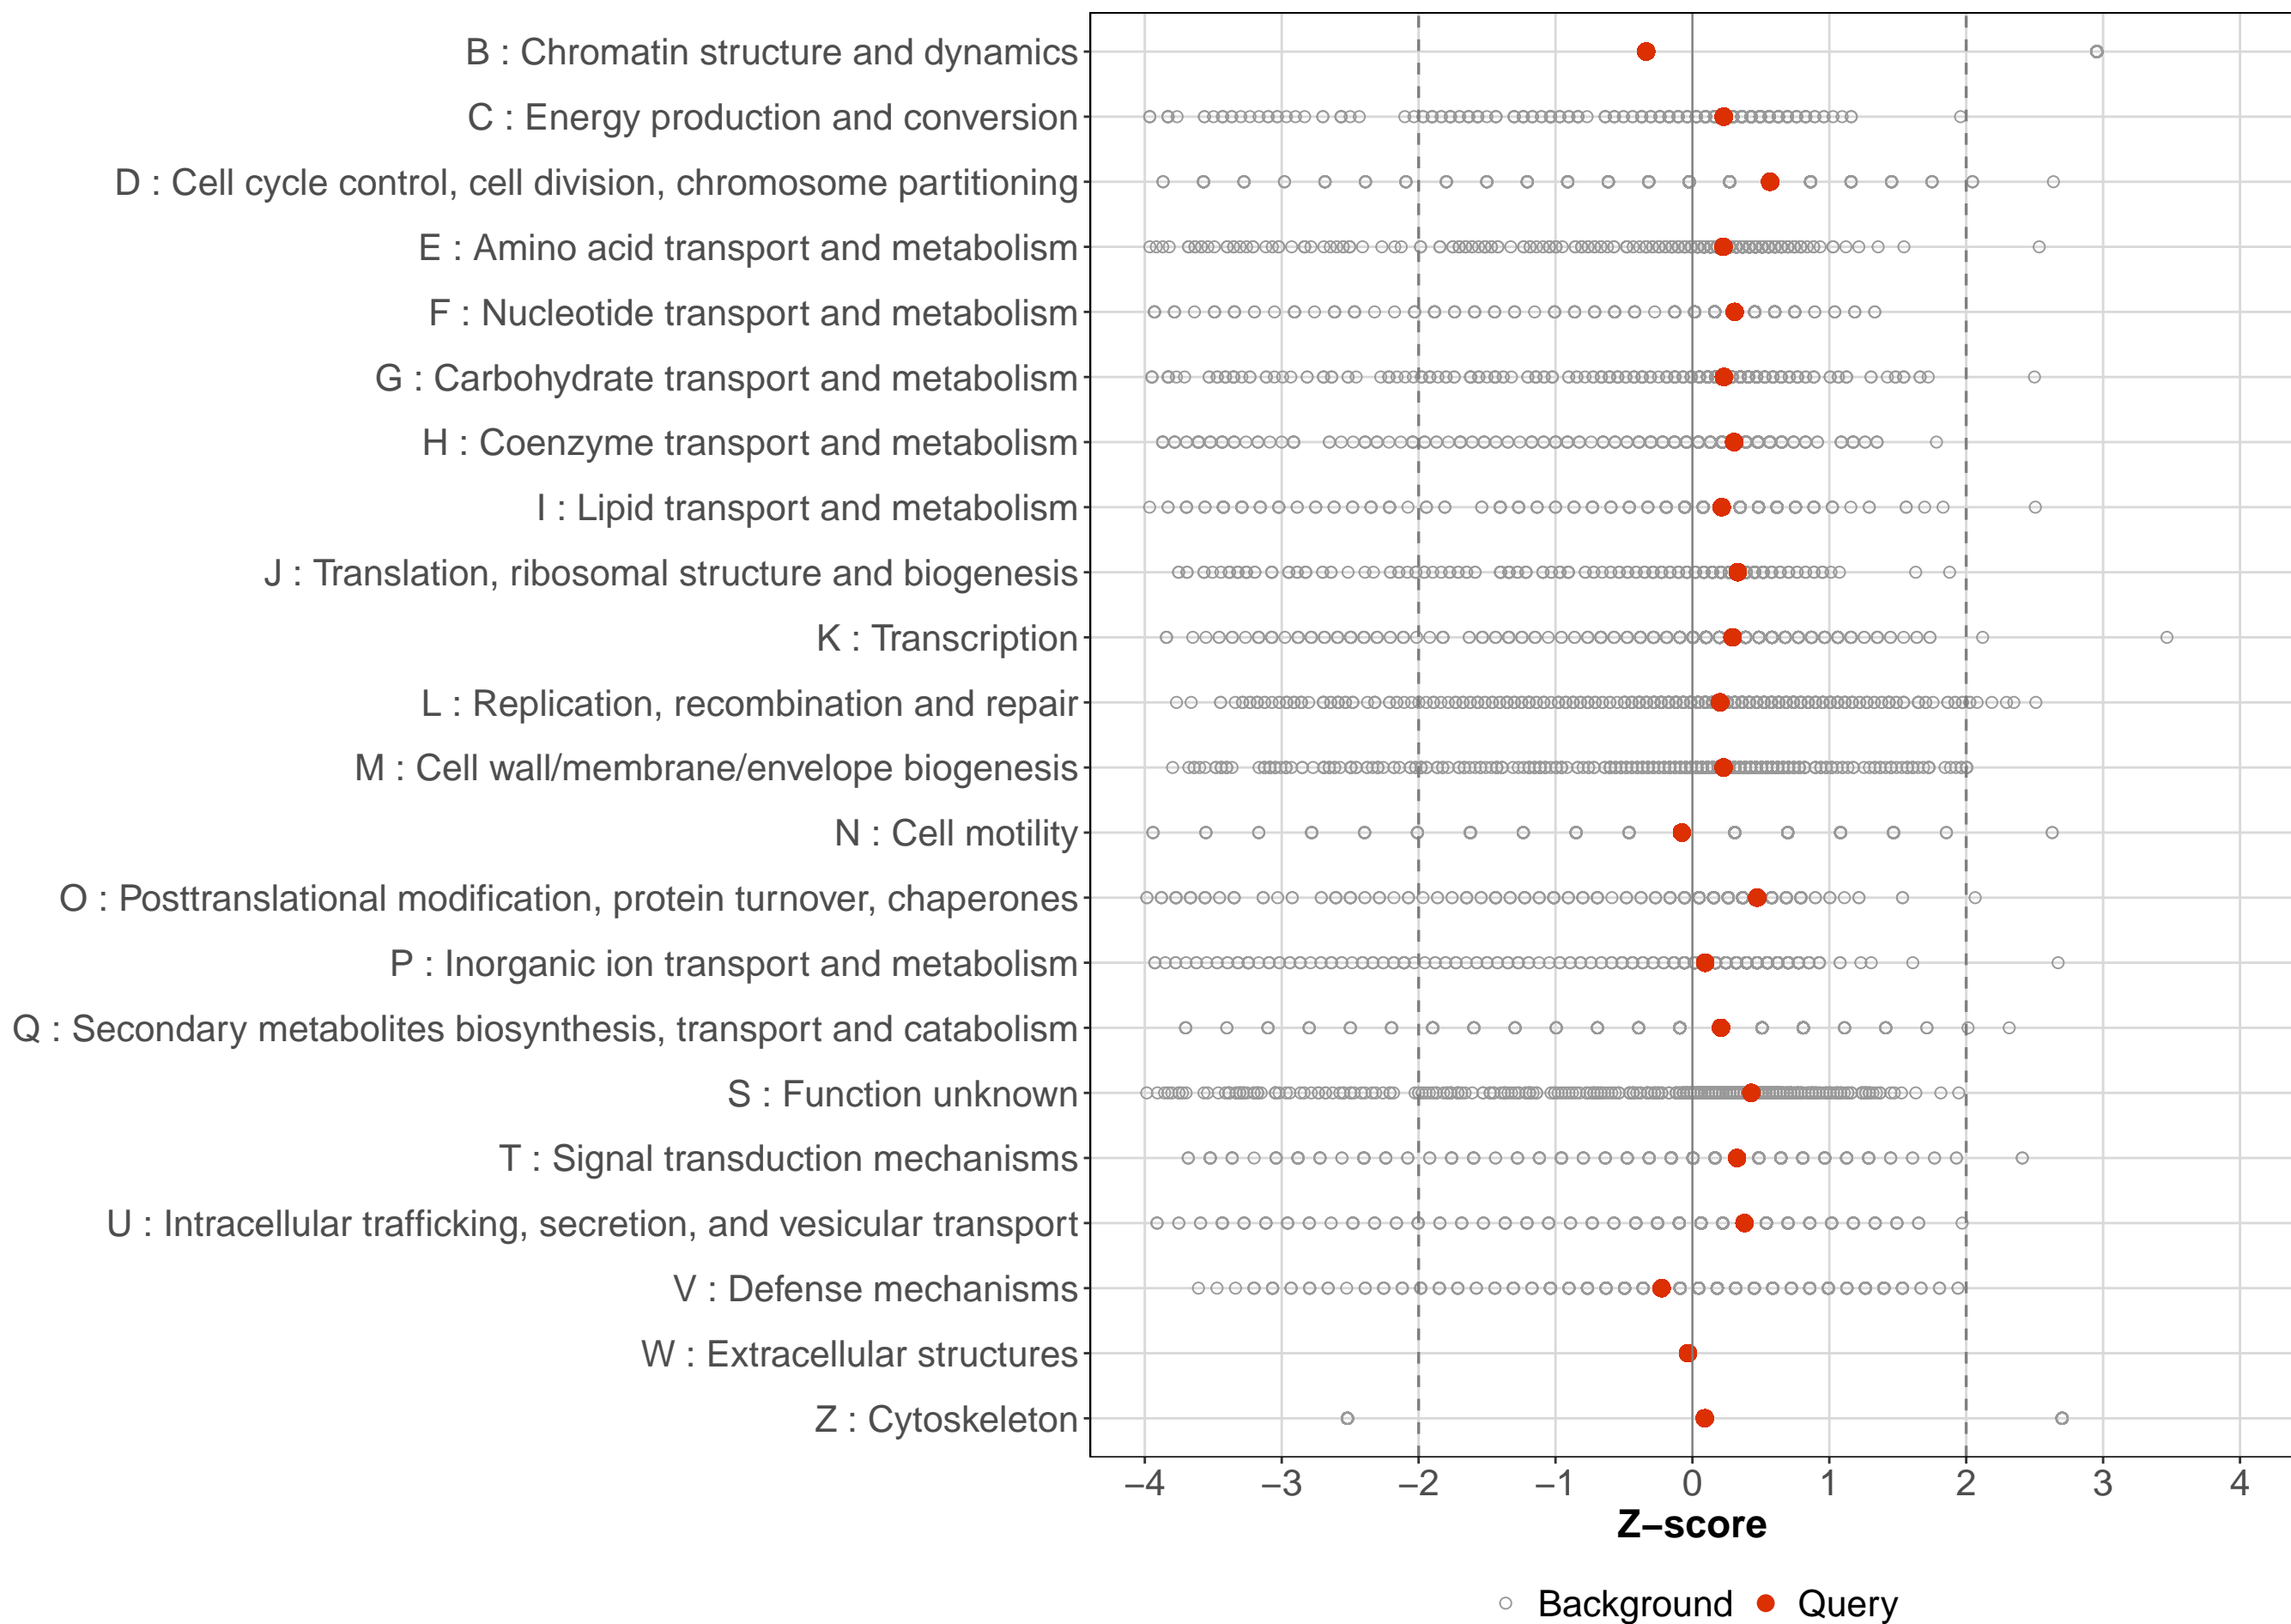 B : Chromatin structure and dynamics
C : Energy production and conversion
D : Cell cycle control, cell division, chromosome partitioning
E : Amino acid transport and metabolism
F : Nucleotide transport and metabolism
G : Carbohydrate transport and metabolism
H : Coenzyme transport and metabolism
I : Lipid transport and metabolism
J : Translation, ribosomal structure and biogenesis
K : Transcription
L : Replication, recombination and repair
M : Cell wall/membrane/envelope biogenesis
N : Cell motility
O : Posttranslational modification, protein turnover, chaperones
P : Inorganic ion transport and metabolism
Q : Secondary metabolites biosynthesis, transport and catabolism
S : Function unknown
T : Signal transduction mechanisms
U : Intracellular trafficking, secretion, and vesicular transport
V : Defense mechanisms
W : Extracellular structures
Z : Cytoskeleton
−4 −3 −2 −1 0 1 2 3 4
Z−score
Background Query